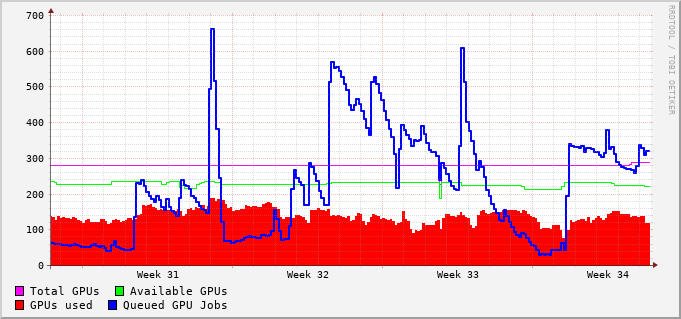 700
600
500
400
300
200
100
0
Week 31 Week 32 Week 33 Week 34
Total GPUs Available GPUs
GPUs used Queued GPU Jobs
RRDTOOL / TOBI OETIKER